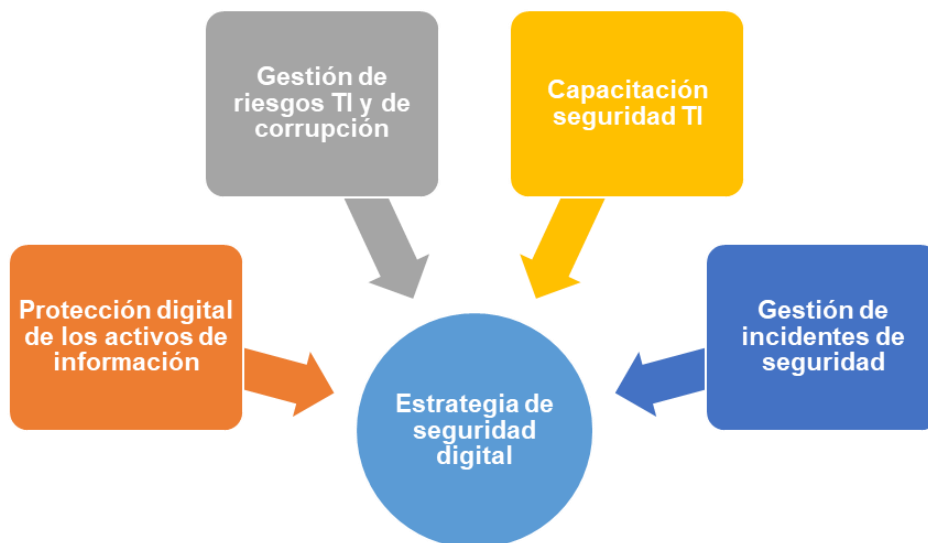 Gestión de
riesgos TI y de
corrupción
Capacitación
seguridad TI
Protección digital
de los activos de
información
Gestión de
incidentes de
seguridad
Estrategia de
seguridad
digital